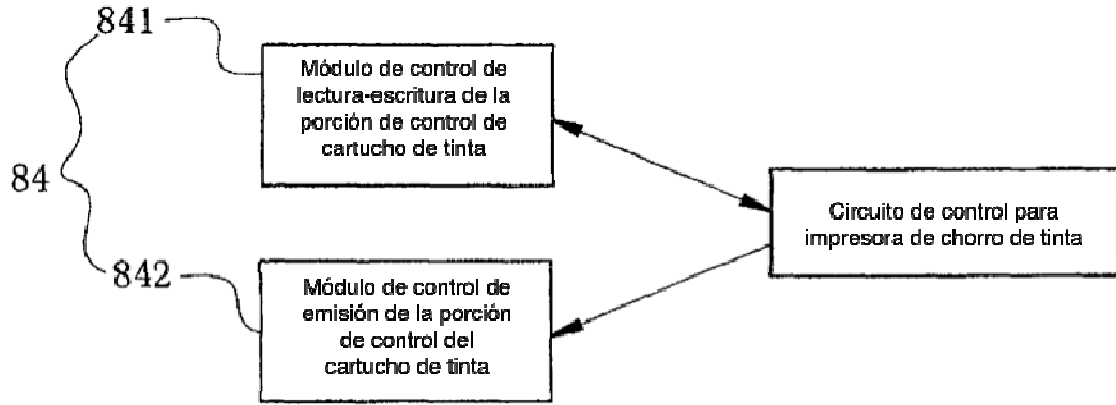 841
Módulo de control de
lectura-escritura de la
porción de control de
cartucho de tinta
84
Circuito de control para
impresora de chorro de tinta
842
Módulo de control de
emisión de la porción
de control del
cartucho de tinta